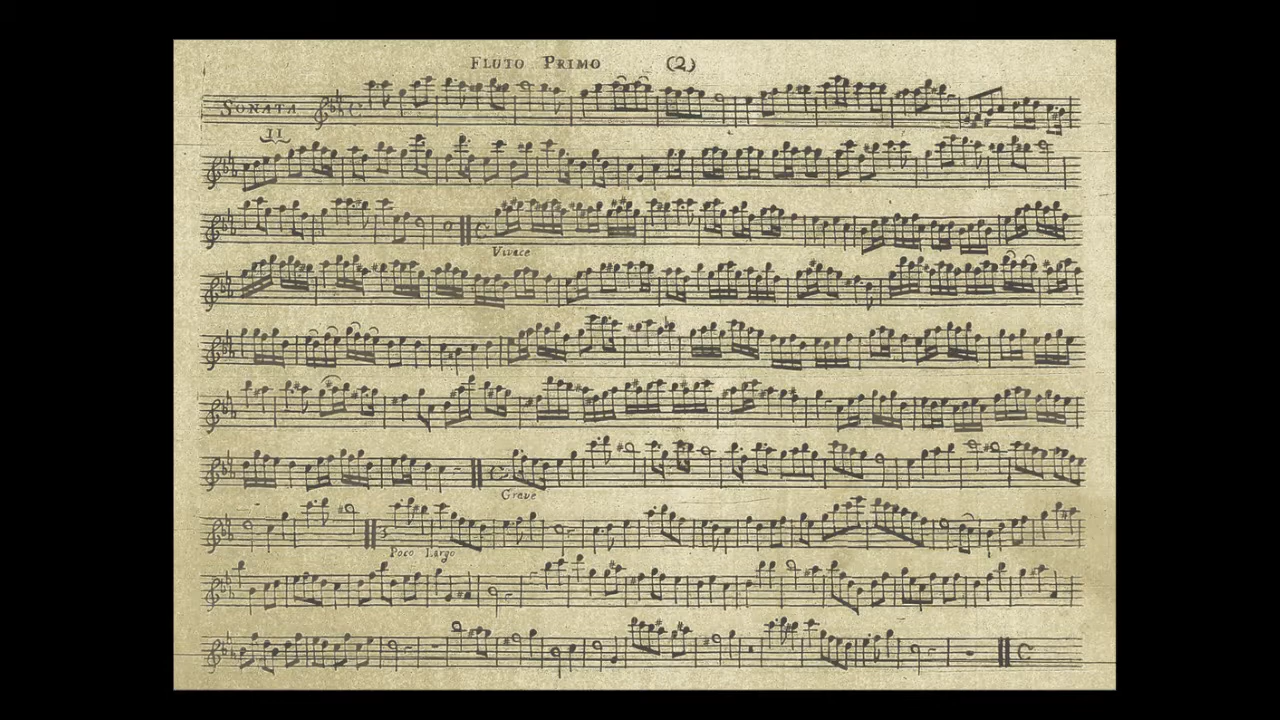 FLUTO PRIMO (2)
SONATA
II
Vivace
Grave
Poco Largo